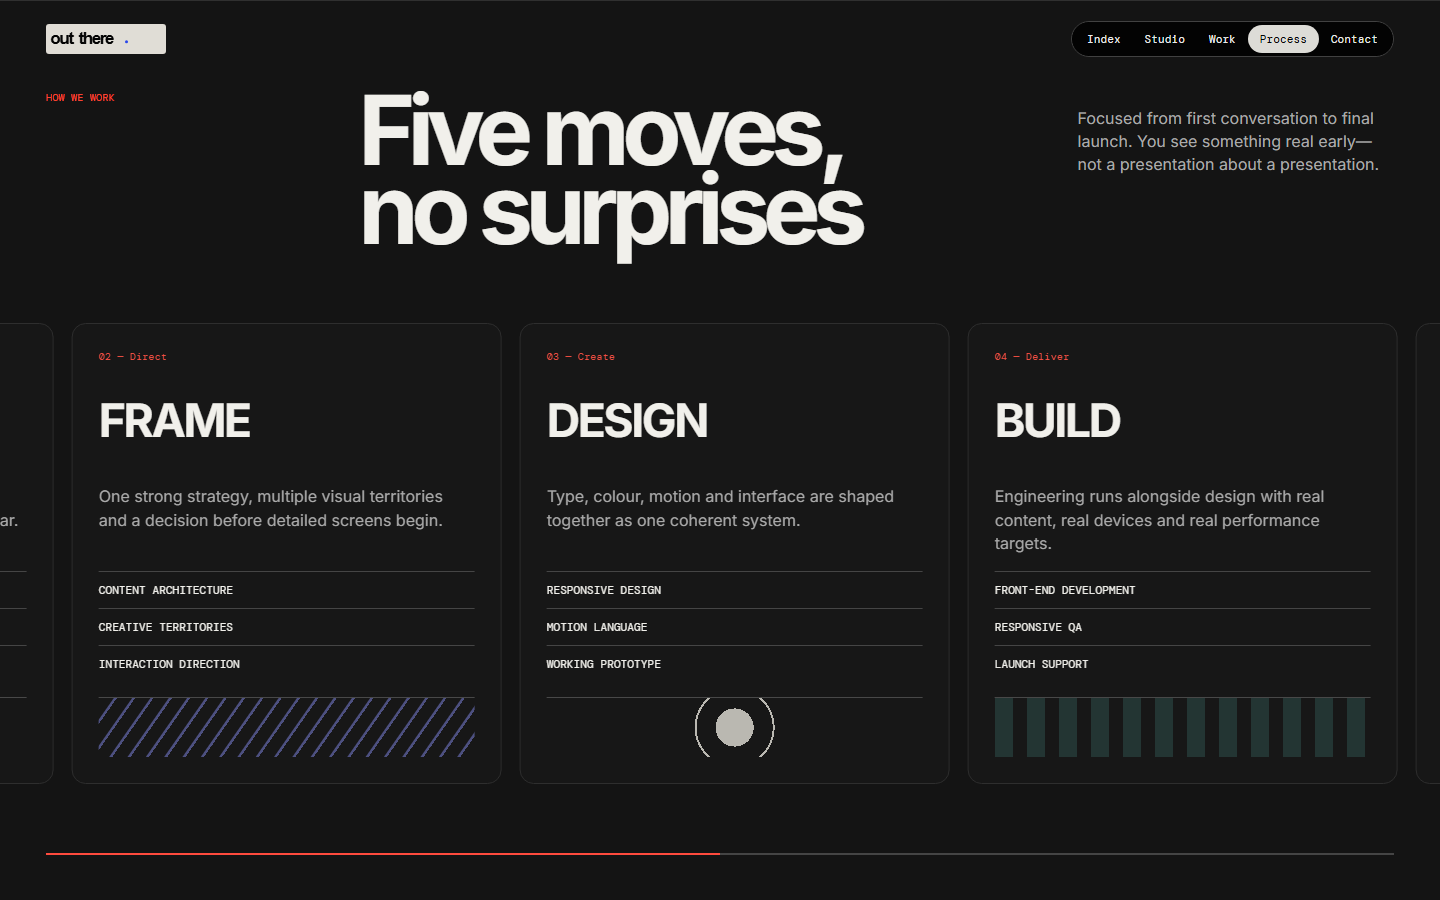 out there .
Index Studio Work Process Contact
HOW WE WORK
Five moves,
no surprises
Focused from first conversation to final
launch. You see something real early—
not a presentation about a presentation.
ar.
02 — Direct
FRAME
One strong strategy, multiple visual territories
and a decision before detailed screens begin.
CONTENT ARCHITECTURE
CREATIVE TERRITORIES
INTERACTION DIRECTION
03 — Create
DESIGN
Type, colour, motion and interface are shaped
together as one coherent system.
RESPONSIVE DESIGN
MOTION LANGUAGE
WORKING PROTOTYPE
04 — Deliver
BUILD
Engineering runs alongside design with real
content, real devices and real performance
targets.
FRONT-END DEVELOPMENT
RESPONSIVE QA
LAUNCH SUPPORT